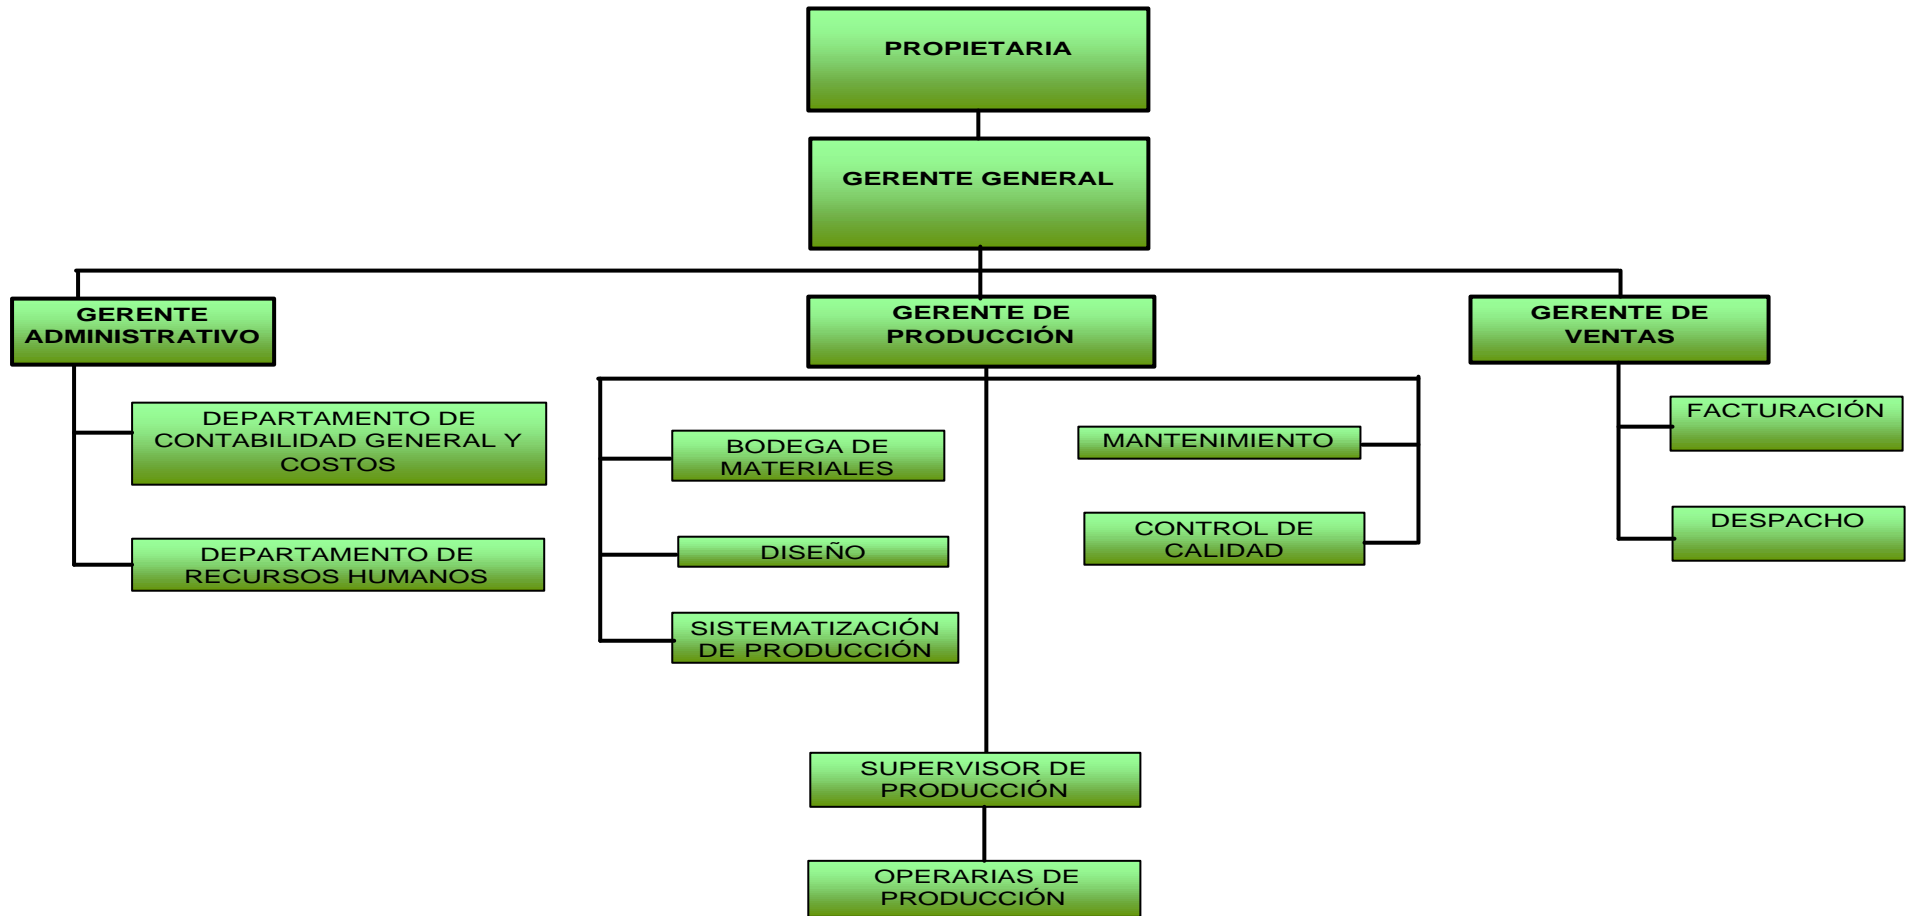 PROPIETARIA
GERENTE GENERAL
GERENTE
ADMINISTRATIVO
GERENTE DE
PRODUCCIÓN
GERENTE DE
VENTAS
DEPARTAMENTO DE
CONTABILIDAD GENERAL Y
COSTOS
DEPARTAMENTO DE
RECURSOS HUMANOS
BODEGA DE
MATERIALES
DISEÑO
SISTEMATIZACIÓN
DE PRODUCCIÓN
MANTENIMIENTO
CONTROL DE
CALIDAD
FACTURACIÓN
DESPACHO
SUPERVISOR DE
PRODUCCIÓN
OPERARIAS DE
PRODUCCIÓN